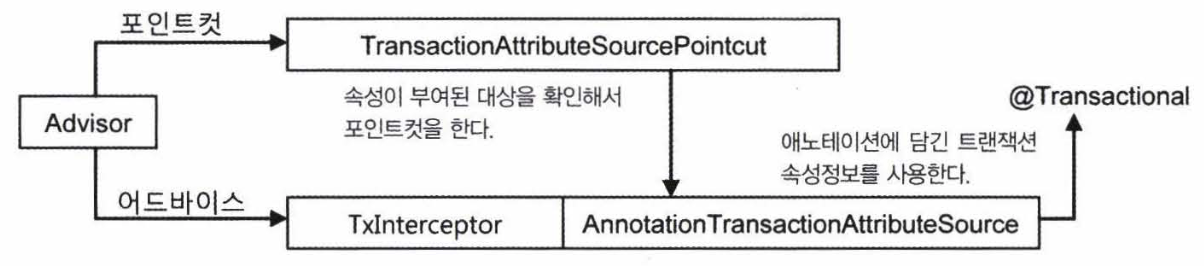 포인트컷
TransactionAttributeSourcePointcut
속성이 부여된 대상을 확인해서
포인트컷을 한다.
@Transactional
Advisor
애노테이션에 담긴 트랜잭션
속성정보를 사용한다.
어드바이스
TxInterceptor
AnnotationTransactionAttributeSource